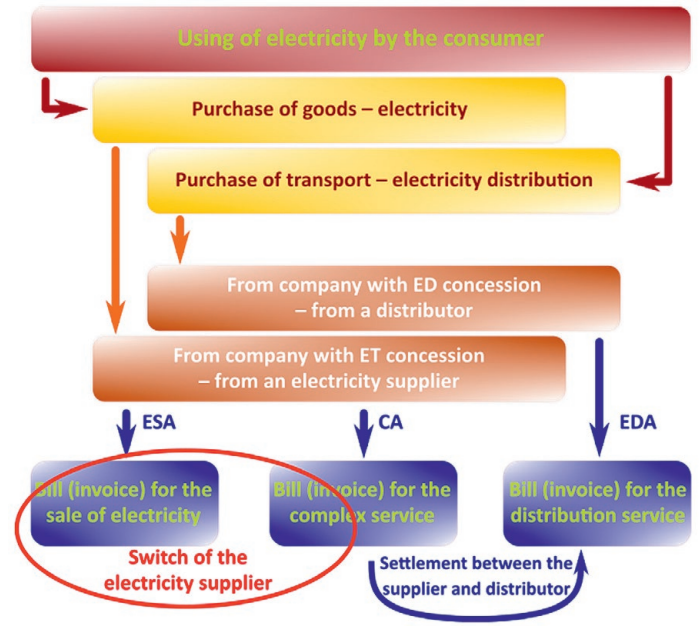 Using of electricity by the consumer
Purchase of goods – electricity
Purchase of transport – electricity distribution
From company with ED concession
– from a distributor
From company with ET concession
– from an electricity supplier
ESA
CA
EDA
Bill (invoice) for the
sale of electricity
Bill (invoice) for the
complex service
Bill (invoice) for the
distribution service
Switch of the
electricity supplier
Settlement between the
supplier and distributor